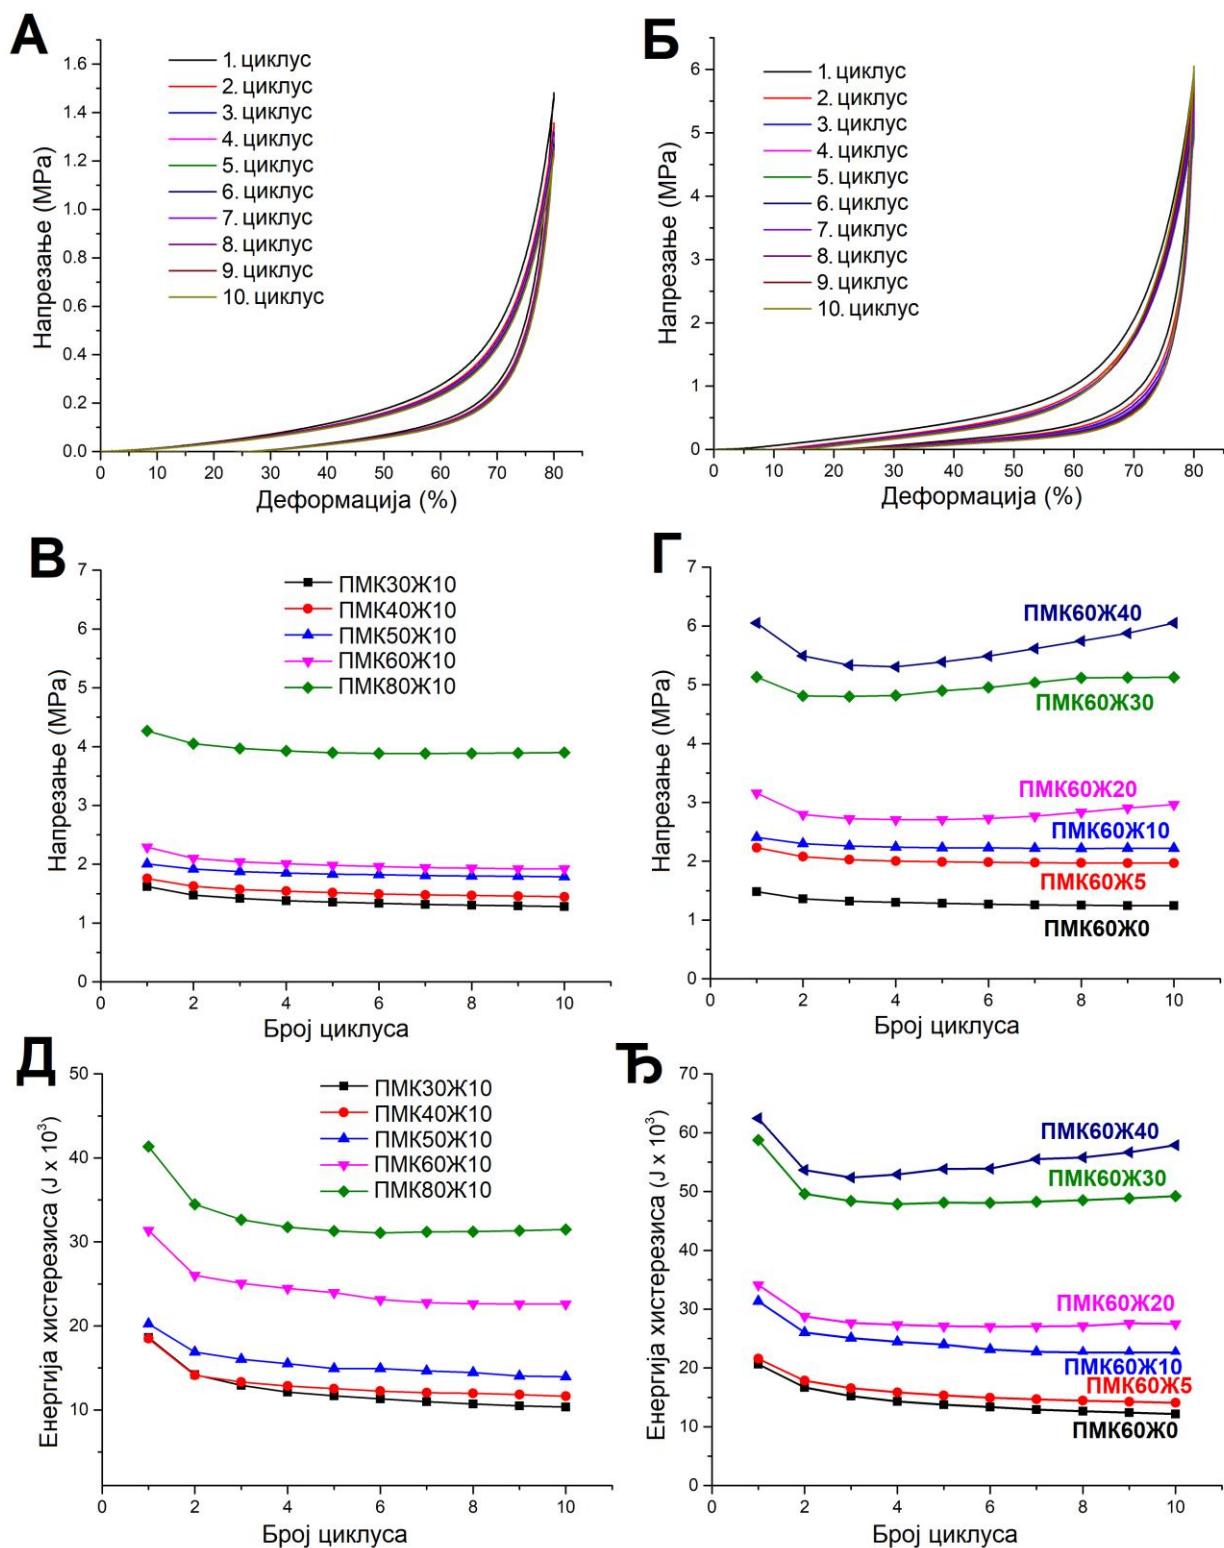 А
Напрезање (MPa)
1.6
1.4
1.2
1.0
0.8
0.6
0.4
0.2
0.0
1. циклус
2. циклус
3. циклус
4. циклус
5. циклус
6. циклус
7. циклус
8. циклус
9. циклус
10. циклус
0 10 20 30 40 50 60 70 80
Деформација (%)
Б
Напрезање (MPa)
6
5
4
3
2
1
0
1. циклус
2. циклус
3. циклус
4. циклус
5. циклус
6. циклус
7. циклус
8. циклус
9. циклус
10. циклус
0 10 20 30 40 50 60 70 80
Деформација (%)
В
Напрезање (MPa)
7
6
5
4
3
2
1
0
ПМК30Ж10
ПМК40Ж10
ПМК50Ж10
ПМК60Ж10
ПМК80Ж10
0 2 4 6 8 10
Број циклуса
Г
Напрезање (MPa)
7
6
5
4
3
2
1
0
ПМК60Ж40
ПМК60Ж30
ПМК60Ж20
ПМК60Ж10
ПМК60Ж5
ПМК60Ж0
0 2 4 6 8 10
Број циклуса
Д
Енергија хистерезиса (J x 10³)
50
40
30
20
10
ПМК30Ж10
ПМК40Ж10
ПМК50Ж10
ПМК60Ж10
ПМК80Ж10
0 2 4 6 8 10
Број циклуса
Ђ
Енергија хистерезиса (J x 10³)
70
60
50
40
30
20
10
0
ПМК60Ж40
ПМК60Ж30
ПМК60Ж20
ПМК60Ж10
ПМК60Ж5
ПМК60Ж0
0 2 4 6 8 10
Број циклуса